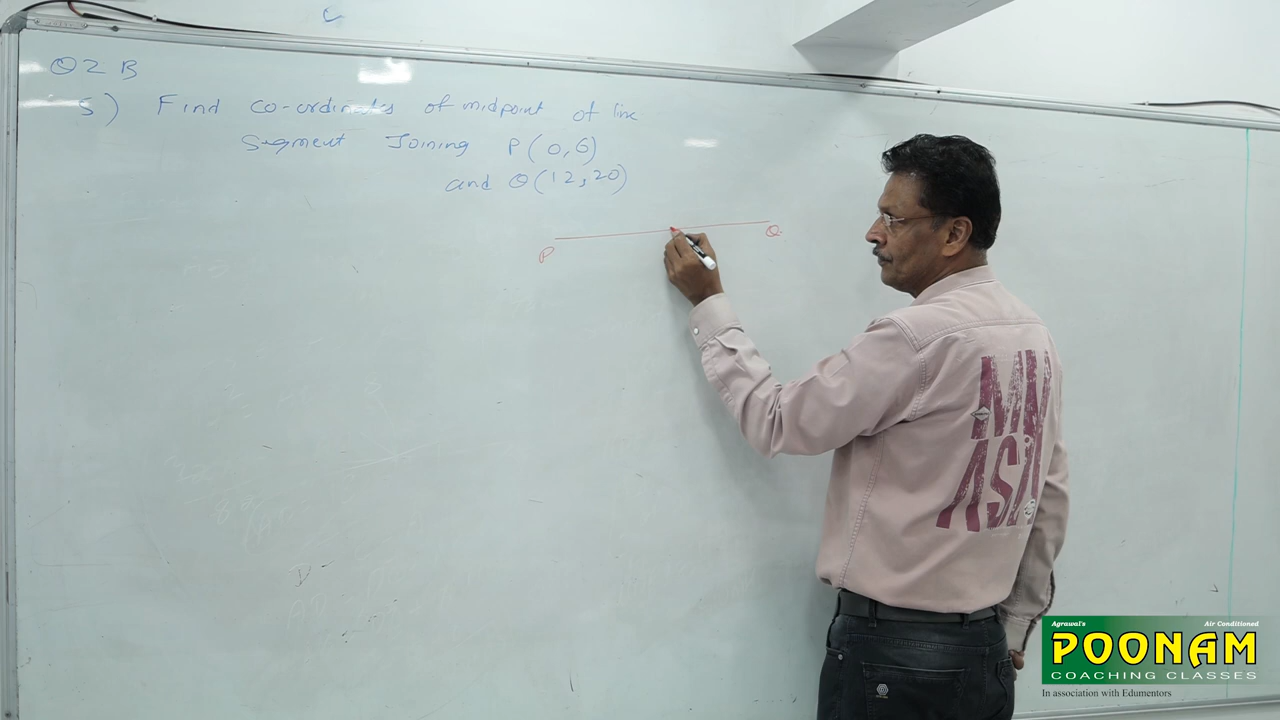 Q 2 B
5) Find co-ordinates of midpoint of line
Segment Joining P(0,6)
and Q(12,20)
P
Q
Agrawal's
Air Conditioned
POONAM
COACHING CLASSES
In association with Edumentors